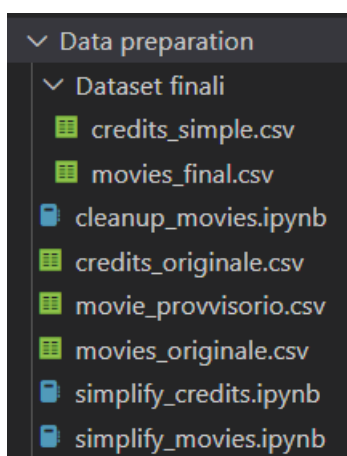 Data preparation
Dataset finali
credits_simple.csv
movies_final.csv
cleanup_movies.ipynb
credits_originale.csv
movie_provvisorio.csv
movies_originale.csv
simplify_credits.ipynb
simplify_movies.ipynb